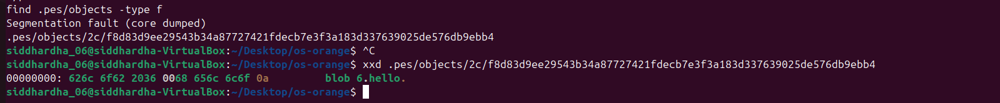 find .pes/objects -type f
Segmentation fault (core dumped)
.pes/objects/2c/f8d83d9ee29543b34a87727421fdecb7e3f3a183d337639025de576db9ebb4
siddhardha_06@siddhardha-VirtualBox:~/Desktop/os-orange$ ^C
siddhardha_06@siddhardha-VirtualBox:~/Desktop/os-orange$ xxd .pes/objects/2c/f8d83d9ee29543b34a87727421fdecb7e3f3a183d337639025de576db9ebb4
00000000: 626c 6f62 2036 0068 656c 6c6f 0a        blob 6.hello.
siddhardha_06@siddhardha-VirtualBox:~/Desktop/os-orange$